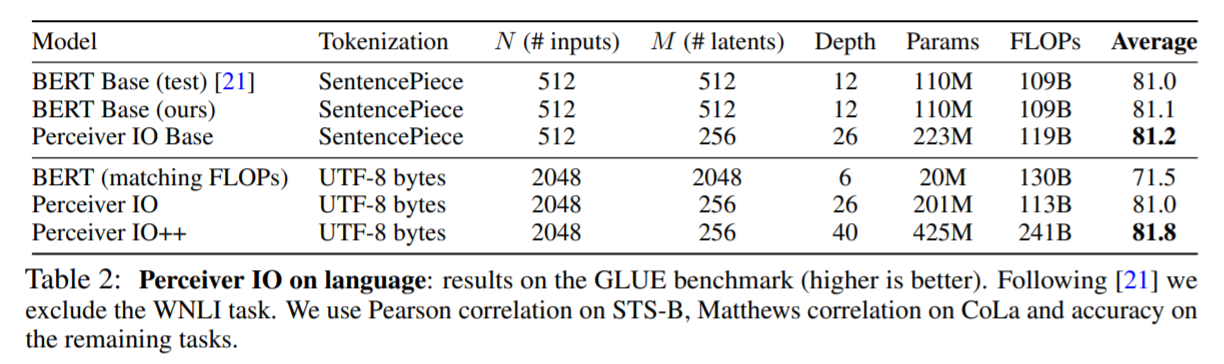 Model Tokenization N (# inputs) M (# latents) Depth Params FLOPs Average
BERT Base (test) [21] SentencePiece 512 512 12 110M 109B 81.0
BERT Base (ours) SentencePiece 512 512 12 110M 109B 81.1
Perceiver IO Base SentencePiece 512 256 26 223M 119B 81.2
BERT (matching FLOPs) UTF-8 bytes 2048 2048 6 20M 130B 71.5
Perceiver IO UTF-8 bytes 2048 256 26 201M 113B 81.0
Perceiver IO++ UTF-8 bytes 2048 256 40 425M 241B 81.8
Table 2: Perceiver IO on language: results on the GLUE benchmark (higher is better). Following [21] we
exclude the WNLI task. We use Pearson correlation on STS-B, Matthews correlation on CoLa and accuracy on
the remaining tasks.